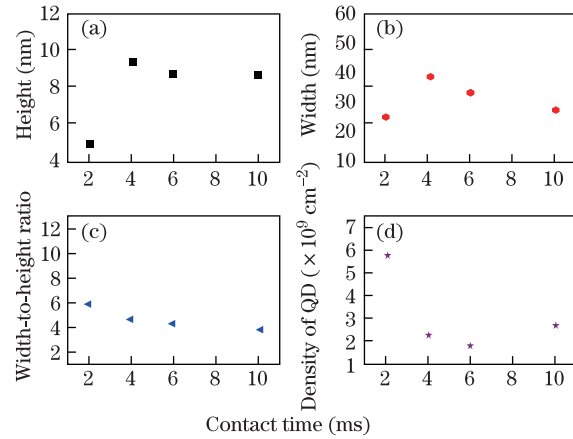 12
(a)
10
8
6
4
Height (nm)
2 4 6 8 10
60
(b)
50
40
30
20
10
Width (nm)
2 4 6 8 10
12
(c)
10
8
6
4
2
Width-to-height ratio
2 4 6 8 10
7
(d)
6
5
4
3
2
1
Density of QD (×10⁹ cm⁻²)
2 4 6 8 10
Contact time (ms)